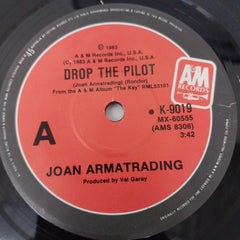 ℗ 1983
A & M Records Inc., U.S.A.
© 1983 A & M Records Inc., U.S.A.
DROP THE PILOT
(Joan Armatrading) (Rondor)
From the A & M Album "The Key" RML53101
A&M
RECORDS
A
K-9019
MX-60555
(AMS 8306)
3:42
JOAN ARMATRADING
Produced by Val Garay